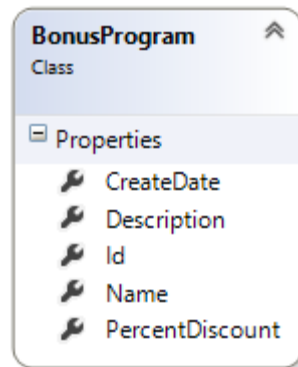 BonusProgram
Class
Properties
CreateDate
Description
Id
Name
PercentDiscount